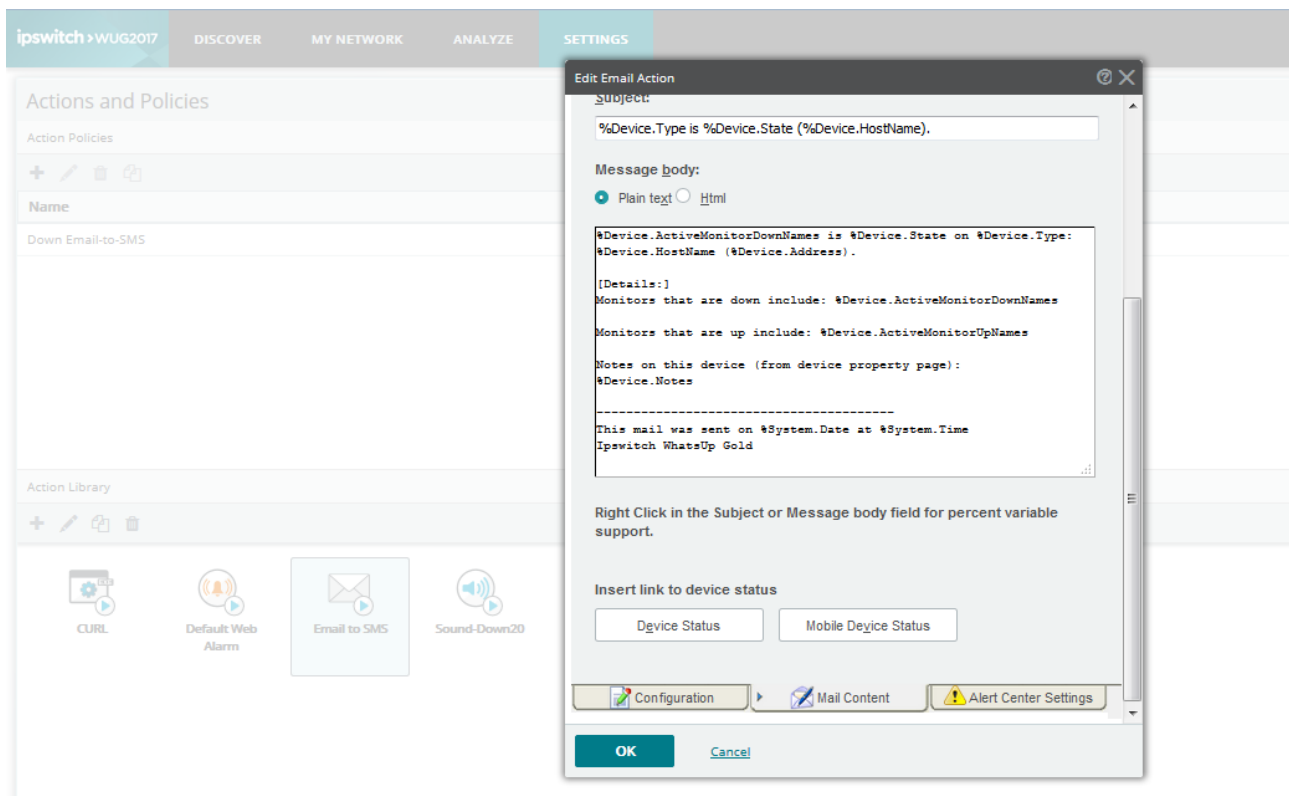 ipswitch > WUG2017 DISCOVER MY NETWORK ANALYZE SETTINGS
Actions and Policies
Action Policies
Name
Down Email-to-SMS
Action Library
CURL
Default Web
Alarm
Email to SMS
Sound-Down20
Edit Email Action
Subject:
%Device.Type is %Device.State (%Device.HostName).
Message body:
Plain text Html
%Device.ActiveMonitorDownNames is %Device.State on %Device.Type:
%Device.HostName (%Device.Address).
[Details:]
Monitors that are down include: %Device.ActiveMonitorDownNames
Monitors that are up include: %Device.ActiveMonitorUpNames
Notes on this device (from device property page):
%Device.Notes
----------------------------------------
This mail was sent on %System.Date at %System.Time
Ipswitch WhatsUp Gold
Right Click in the Subject or Message body field for percent variable
support.
Insert link to device status
Device Status Mobile Device Status
Configuration Mail Content Alert Center Settings
OK Cancel